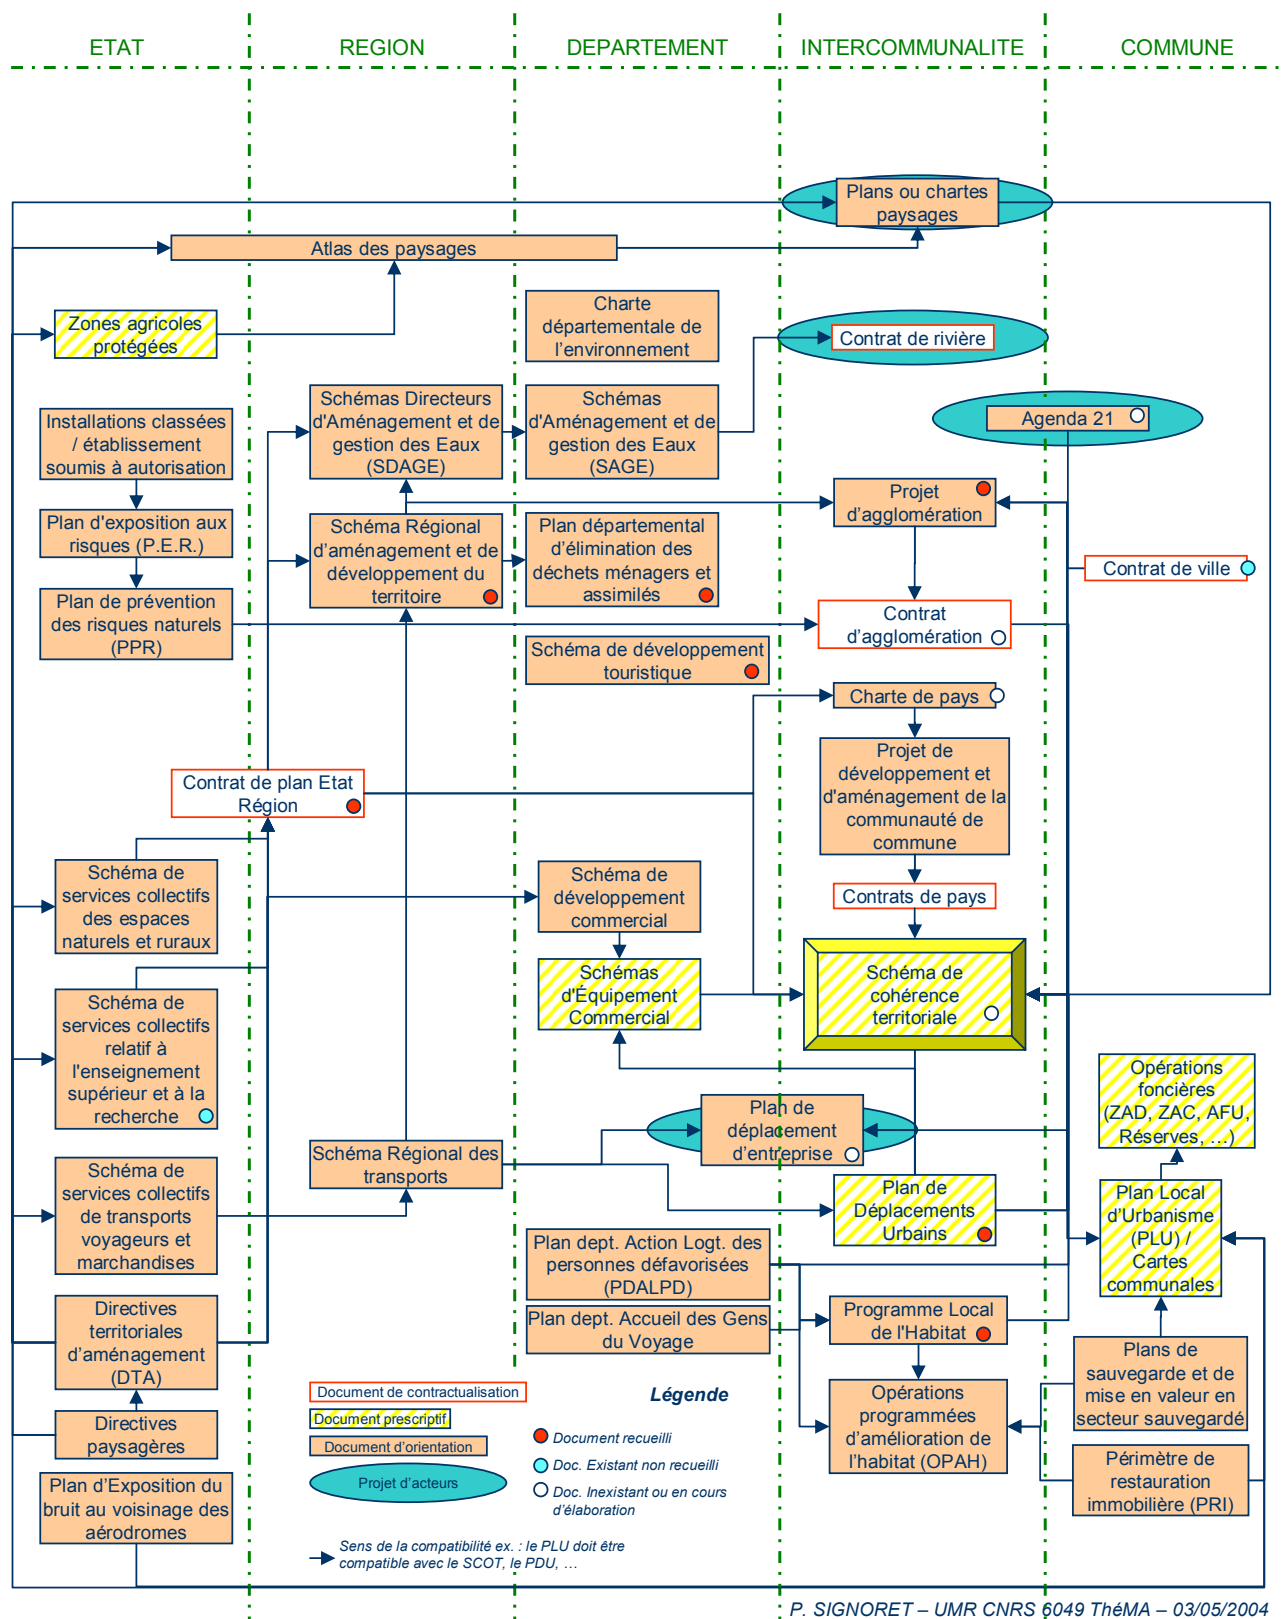 ETAT
REGION
DEPARTEMENT
INTERCOMMUNALITE
COMMUNE
Plans ou chartes
paysages
Atlas des paysages
Zones agricoles
protégées
Charte
départementale de
l'environnement
Contrat de rivière
Installations classées
/ établissement
soumis à autorisation
Schémas Directeurs
d'Aménagement et de
gestion des Eaux
(SDAGE)
Schémas
d'Aménagement et de
gestion des Eaux
(SAGE)
Agenda 21
Plan d'exposition aux
risques (P.E.R.)
Schéma Régional
d'aménagement et de
développement du
territoire
Plan départemental
d'élimination des
déchets ménagers et
assimilés
Projet
d'agglomération
Contrat de ville
Plan de prévention
des risques naturels
(PPR)
Contrat
d'agglomération
Schéma de développement
touristique
Charte de pays
Projet de
développement et
d'aménagement de la
communauté de
commune
Contrat de plan Etat
Région
Schéma de
services collectifs
des espaces
naturels et ruraux
Schéma de
développement
commercial
Contrats de pays
Schémas
d'Équipement
Commercial
Schéma de
cohérence
territoriale
Schéma de
services collectifs
relatif à
l'enseignement
supérieur et à la
recherche
Opérations
foncières
(ZAD, ZAC, AFU,
Réserves, …)
Plan de
déplacement
d'entreprise
Schéma Régional des
transports
Schéma de
services collectifs
de transports
voyageurs et
marchandises
Plan de
Déplacements
Urbains
Plan Local
d'Urbanisme
(PLU) /
Cartes
communales
Plan dept. Action Logt. des
personnes défavorisées
(PDALPD)
Plan dept. Accueil des Gens
du Voyage
Programme Local
de l'Habitat
Directives
territoriales
d'aménagement
(DTA)
Plans de
sauvegarde et de
mise en valeur en
secteur sauvegardé
Opérations
programmées
d'amélioration de
l'habitat (OPAH)
Directives
paysagères
Périmètre de
restauration
immobilière (PRI)
Plan d'Exposition du
bruit au voisinage des
aérodromes
Légende
Document de contractualisation
Document prescriptif
Document d'orientation
Projet d'acteurs
Document recueilli
Doc. Existant non recueilli
Doc. Inexistant ou en cours
d'élaboration
Sens de la compatibilité ex. : le PLU doit être
compatible avec le SCOT, le PDU, …
P. SIGNORET – UMR CNRS 6049 ThéMA – 03/05/2004